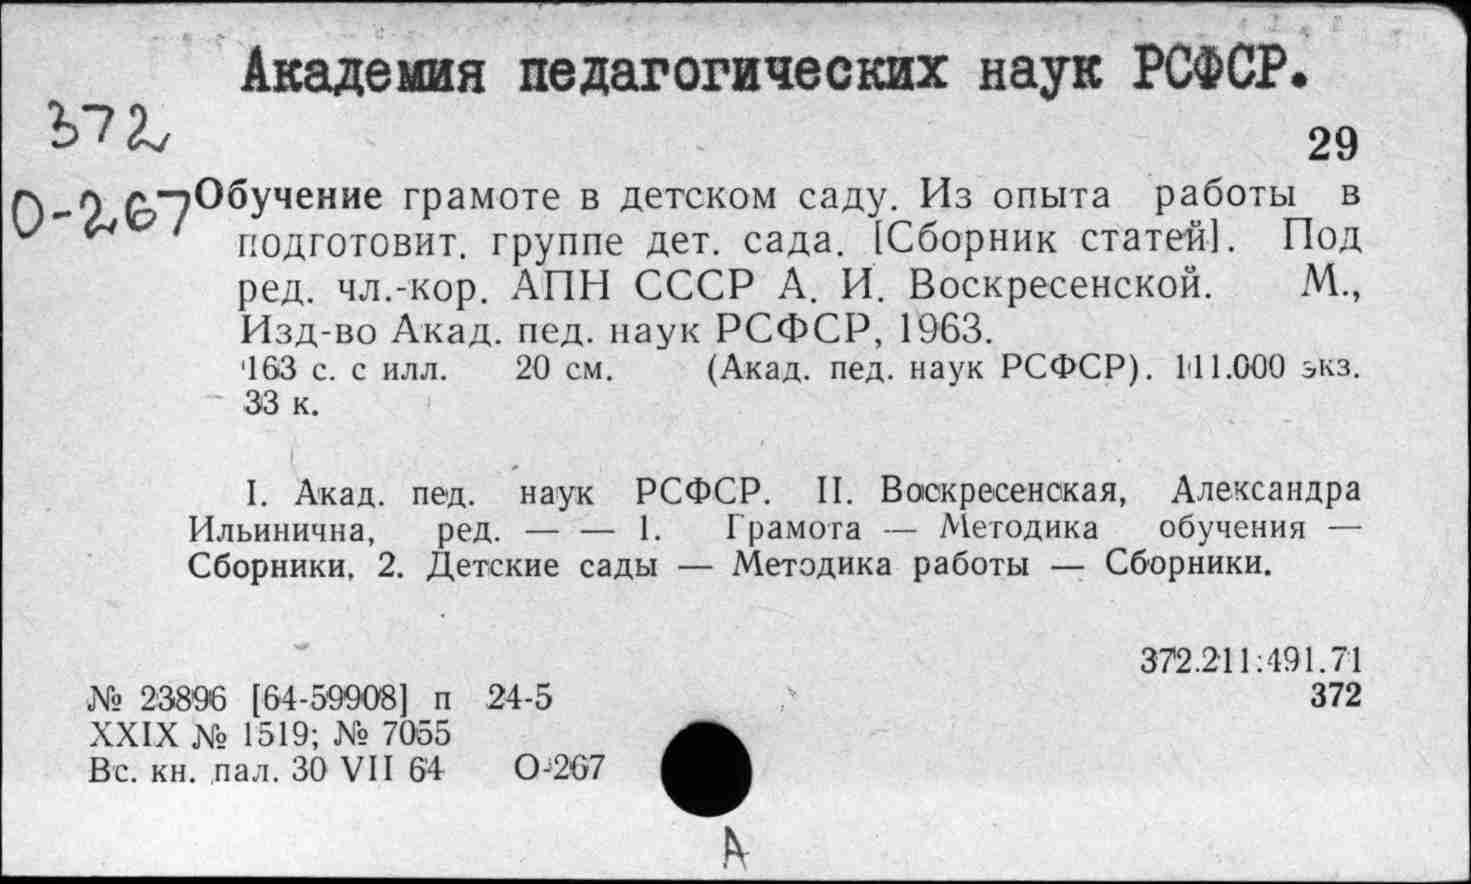 Академия педагогических наук РСФСР.
372
29
О-267
Обучение грамоте в детском саду. Из опыта работы в
подготовит. группе дет. сада. [Сборник статей]. Под
ред. чл.-кор. АПН СССР А. И. Воскресенской. М.,
Изд-во Акад. пед. наук РСФСР, 1963.
163 с. с илл. 20 см. (Акад. пед. наук РСФСР). 111.000 экз.
33 к.
I. Акад. пед. наук РСФСР. II. Воскресенская, Александра
Ильинична, ред. — — 1. Грамота — Методика обучения —
Сборники. 2. Детские сады — Методика работы — Сборники.
372.211:491.71
№ 23896 [64-59908] п 24-5
372
XXIX № 1519; № 7055
Вс. кн. пал. 30 VII 64 О-267
А